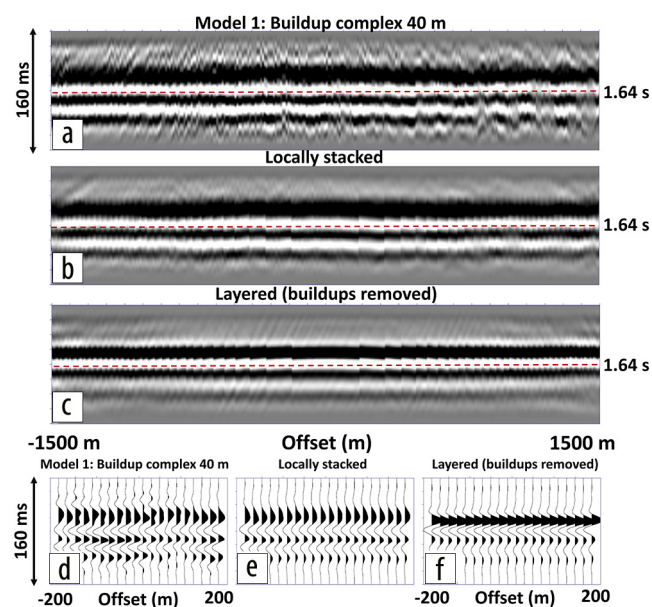 Model 1: Buildup complex 40 m
160 ms
1.64 s
a
Locally stacked
1.64 s
b
Layered (buildups removed)
1.64 s
c
-1500 m Offset (m) 1500 m
Model 1: Buildup complex 40 m Locally stacked Layered (buildups removed)
160 ms
d e f
-200 Offset (m) 200 Offset (m) -200 Offset (m) 200